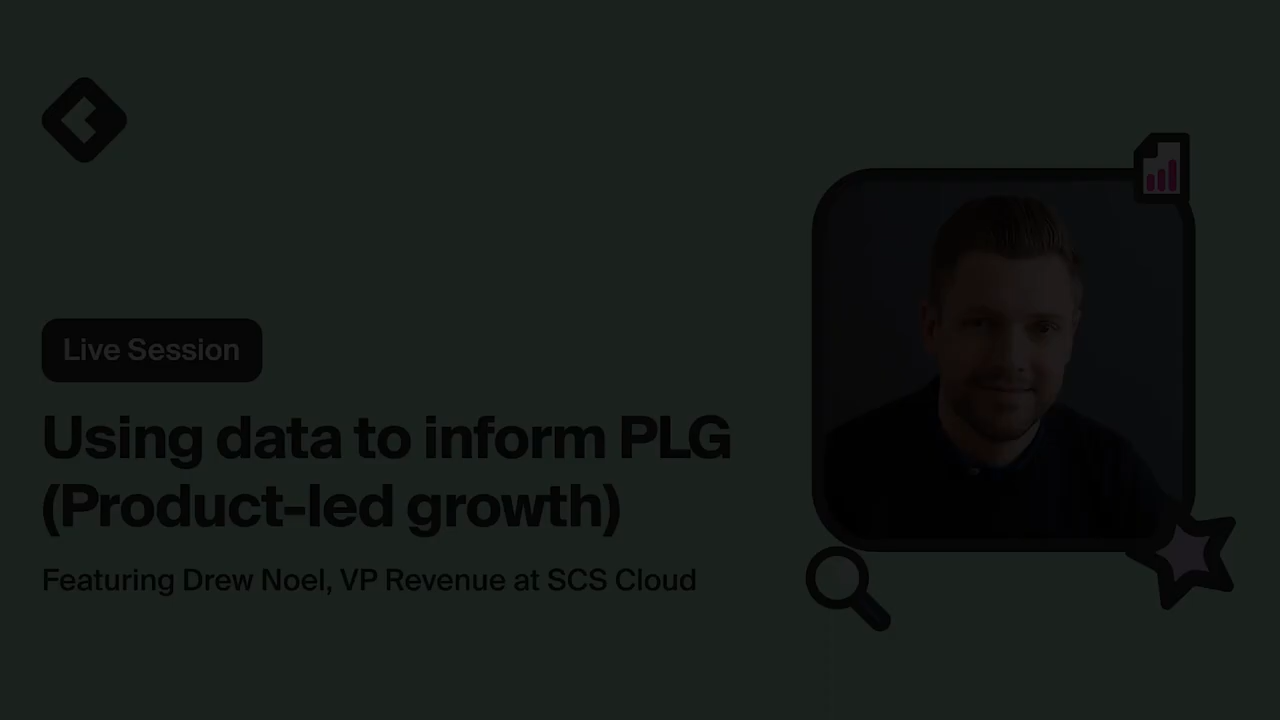 Live Session
Using data to inform PLG
(Product-led growth)
Featuring Drew Noel, VP Revenue at SCS Cloud